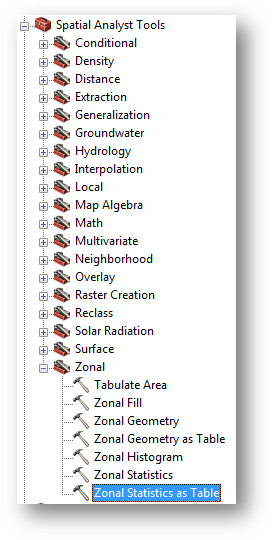 Spatial Analyst Tools
Conditional
Density
Distance
Extraction
Generalization
Groundwater
Hydrology
Interpolation
Local
Map Algebra
Math
Multivariate
Neighborhood
Overlay
Raster Creation
Reclass
Solar Radiation
Surface
Zonal
Tabulate Area
Zonal Fill
Zonal Geometry
Zonal Geometry as Table
Zonal Histogram
Zonal Statistics
Zonal Statistics as Table